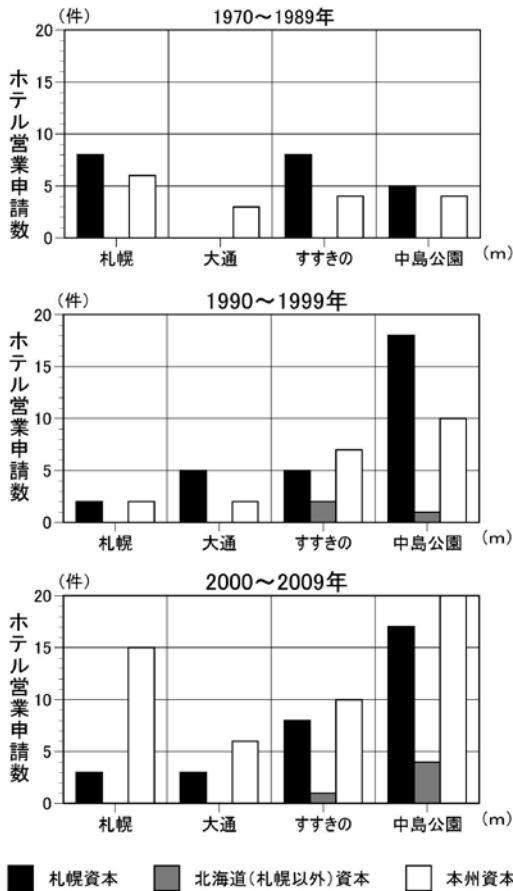 1970～1989年
(件)
20
15
10
5
0
ホテル営業申請数
札幌 大通 すすきの 中島公園 (m)
1990～1999年
(件)
20
15
10
5
0
ホテル営業申請数
札幌 大通 すすきの 中島公園 (m)
2000～2009年
(件)
20
15
10
5
0
ホテル営業申請数
札幌 大通 すすきの 中島公園 (m)
札幌資本 北海道(札幌以外)資本 本州資本